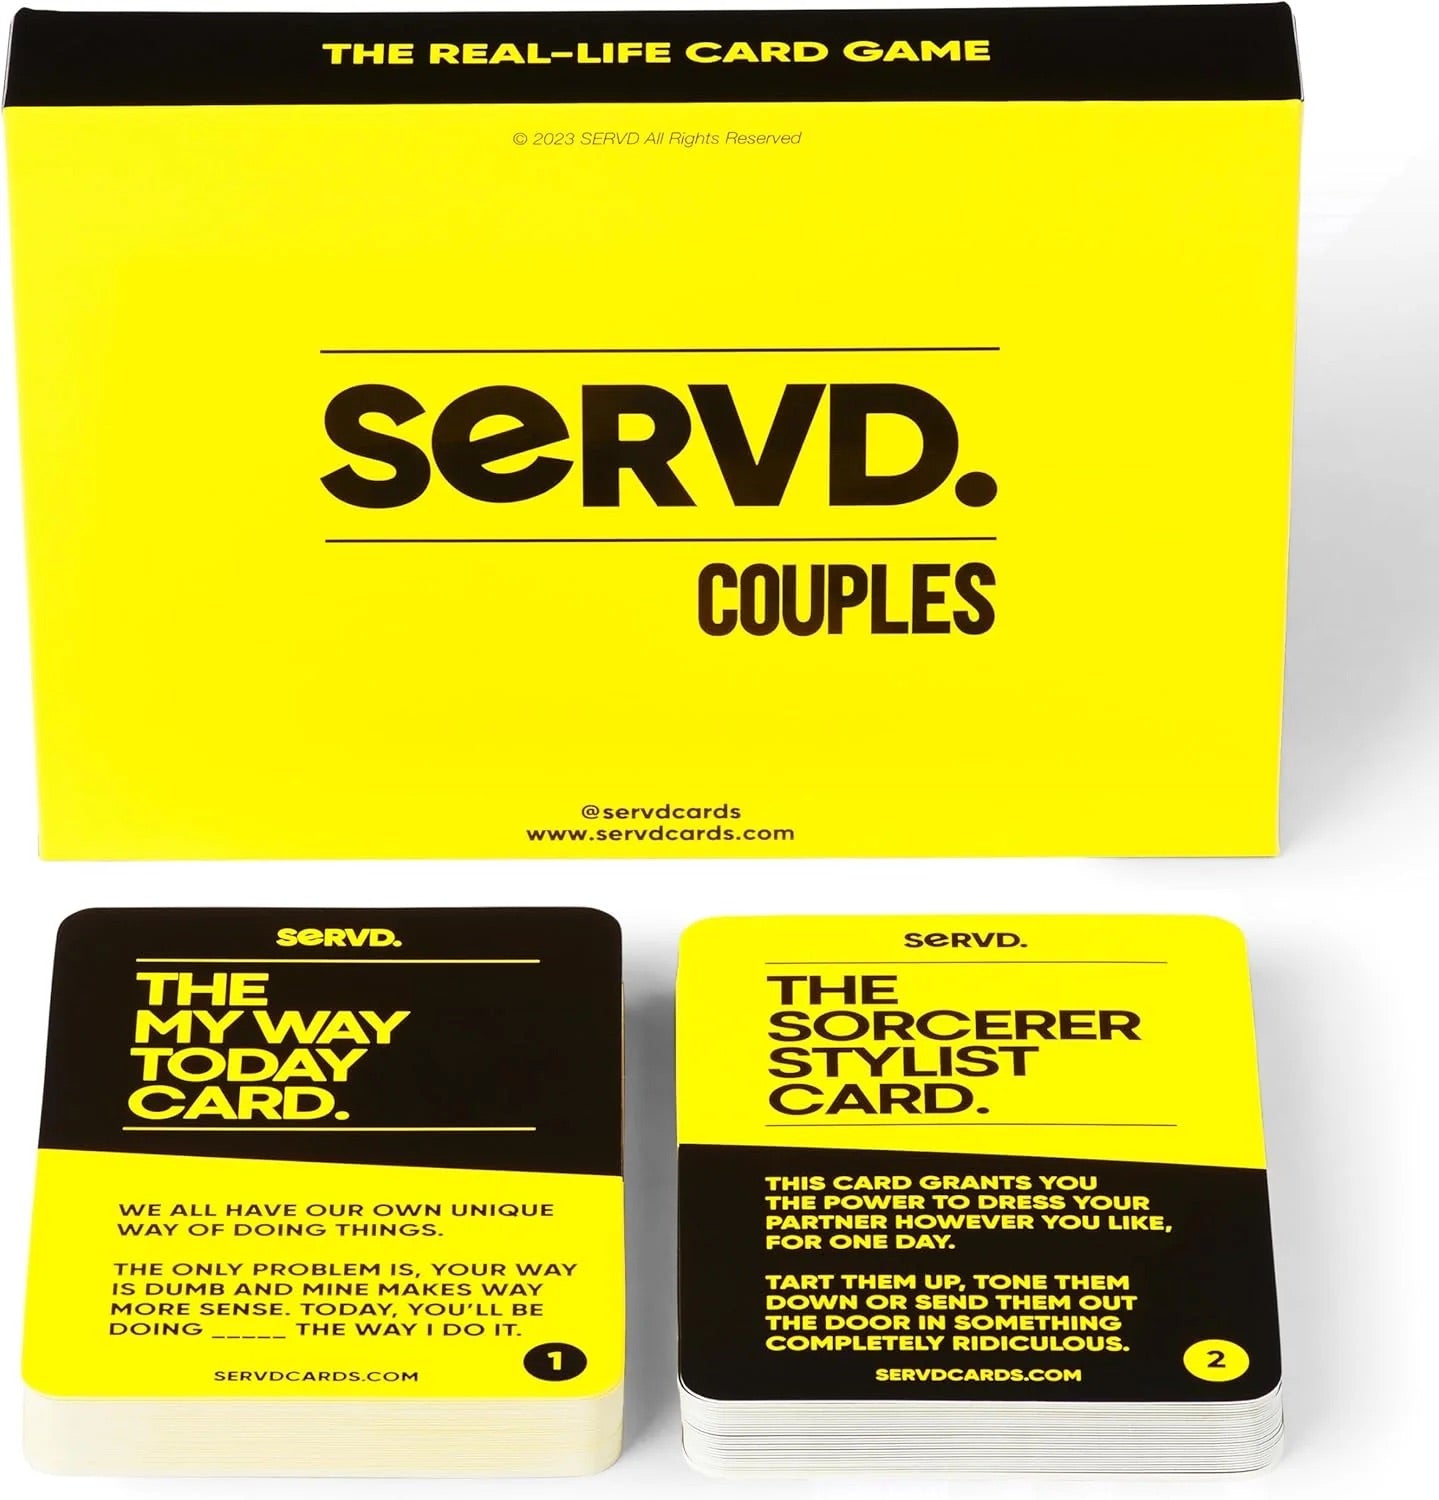 THE REAL-LIFE CARD GAME
© 2023 SERVD All Rights Reserved
SeRVD.
COUPLES
@servdcards
www.servdcards.com
SeRVD.
THE
MY WAY
TODAY
CARD.
WE ALL HAVE OUR OWN UNIQUE
WAY OF DOING THINGS.
THE ONLY PROBLEM IS, YOUR WAY
IS DUMB AND MINE MAKES WAY
MORE SENSE. TODAY, YOU'LL BE
DOING _____ THE WAY I DO IT.
1
SERVDCARDS.COM
SeRVD.
THE
SORCERER
STYLIST
CARD.
THIS CARD GRANTS YOU
THE POWER TO DRESS YOUR
PARTNER HOWEVER YOU LIKE,
FOR ONE DAY.
TART THEM UP, TONE THEM
DOWN OR SEND THEM OUT
THE DOOR IN SOMETHING
COMPLETELY RIDICULOUS.
2
SERVDCARDS.COM